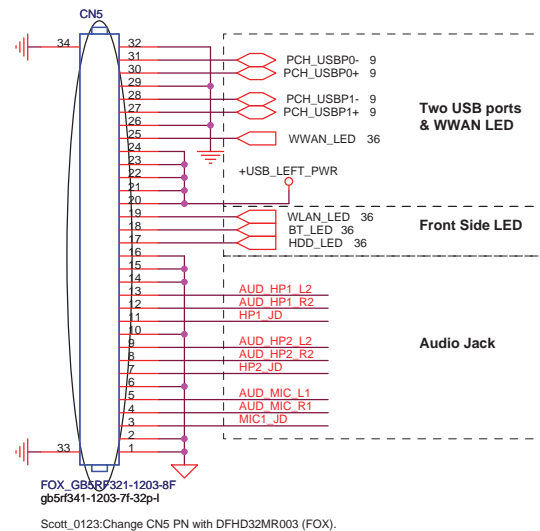 CN5
34
32
31 PCH_USBP0- 9
30 PCH_USBP0+ 9
29
28 PCH_USBP1- 9
27 PCH_USBP1+ 9
26
25 WWAN_LED 36
Two USB ports
& WWAN LED
24
23
22 +USB_LEFT_PWR
21
20
19 WLAN_LED 36
18 BT_LED 36
17 HDD_LED 36
Front Side LED
16
15
14
13 AUD_HP1_L2
12 AUD_HP1_R2
11 HP1_JD
10
9 AUD_HP2_L2
8 AUD_HP2_R2
7 HP2_JD
Audio Jack
6
5 AUD_MIC_L1
4 AUD_MIC_R1
3 MIC1_JD
2
33
1
FOX_GB5RF321-1203-8F
gb5rf341-1203-7f-32p-l
Scott_0123:Change CN5 PN with DFHD32MR003 (FOX).